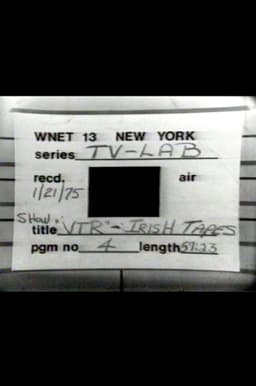 WNET 13 NEW YORK
series TV-LAB
recd. air
1/21/75
Show:
title VTR - IRISH TAPES
pgm no 4 length 57:23